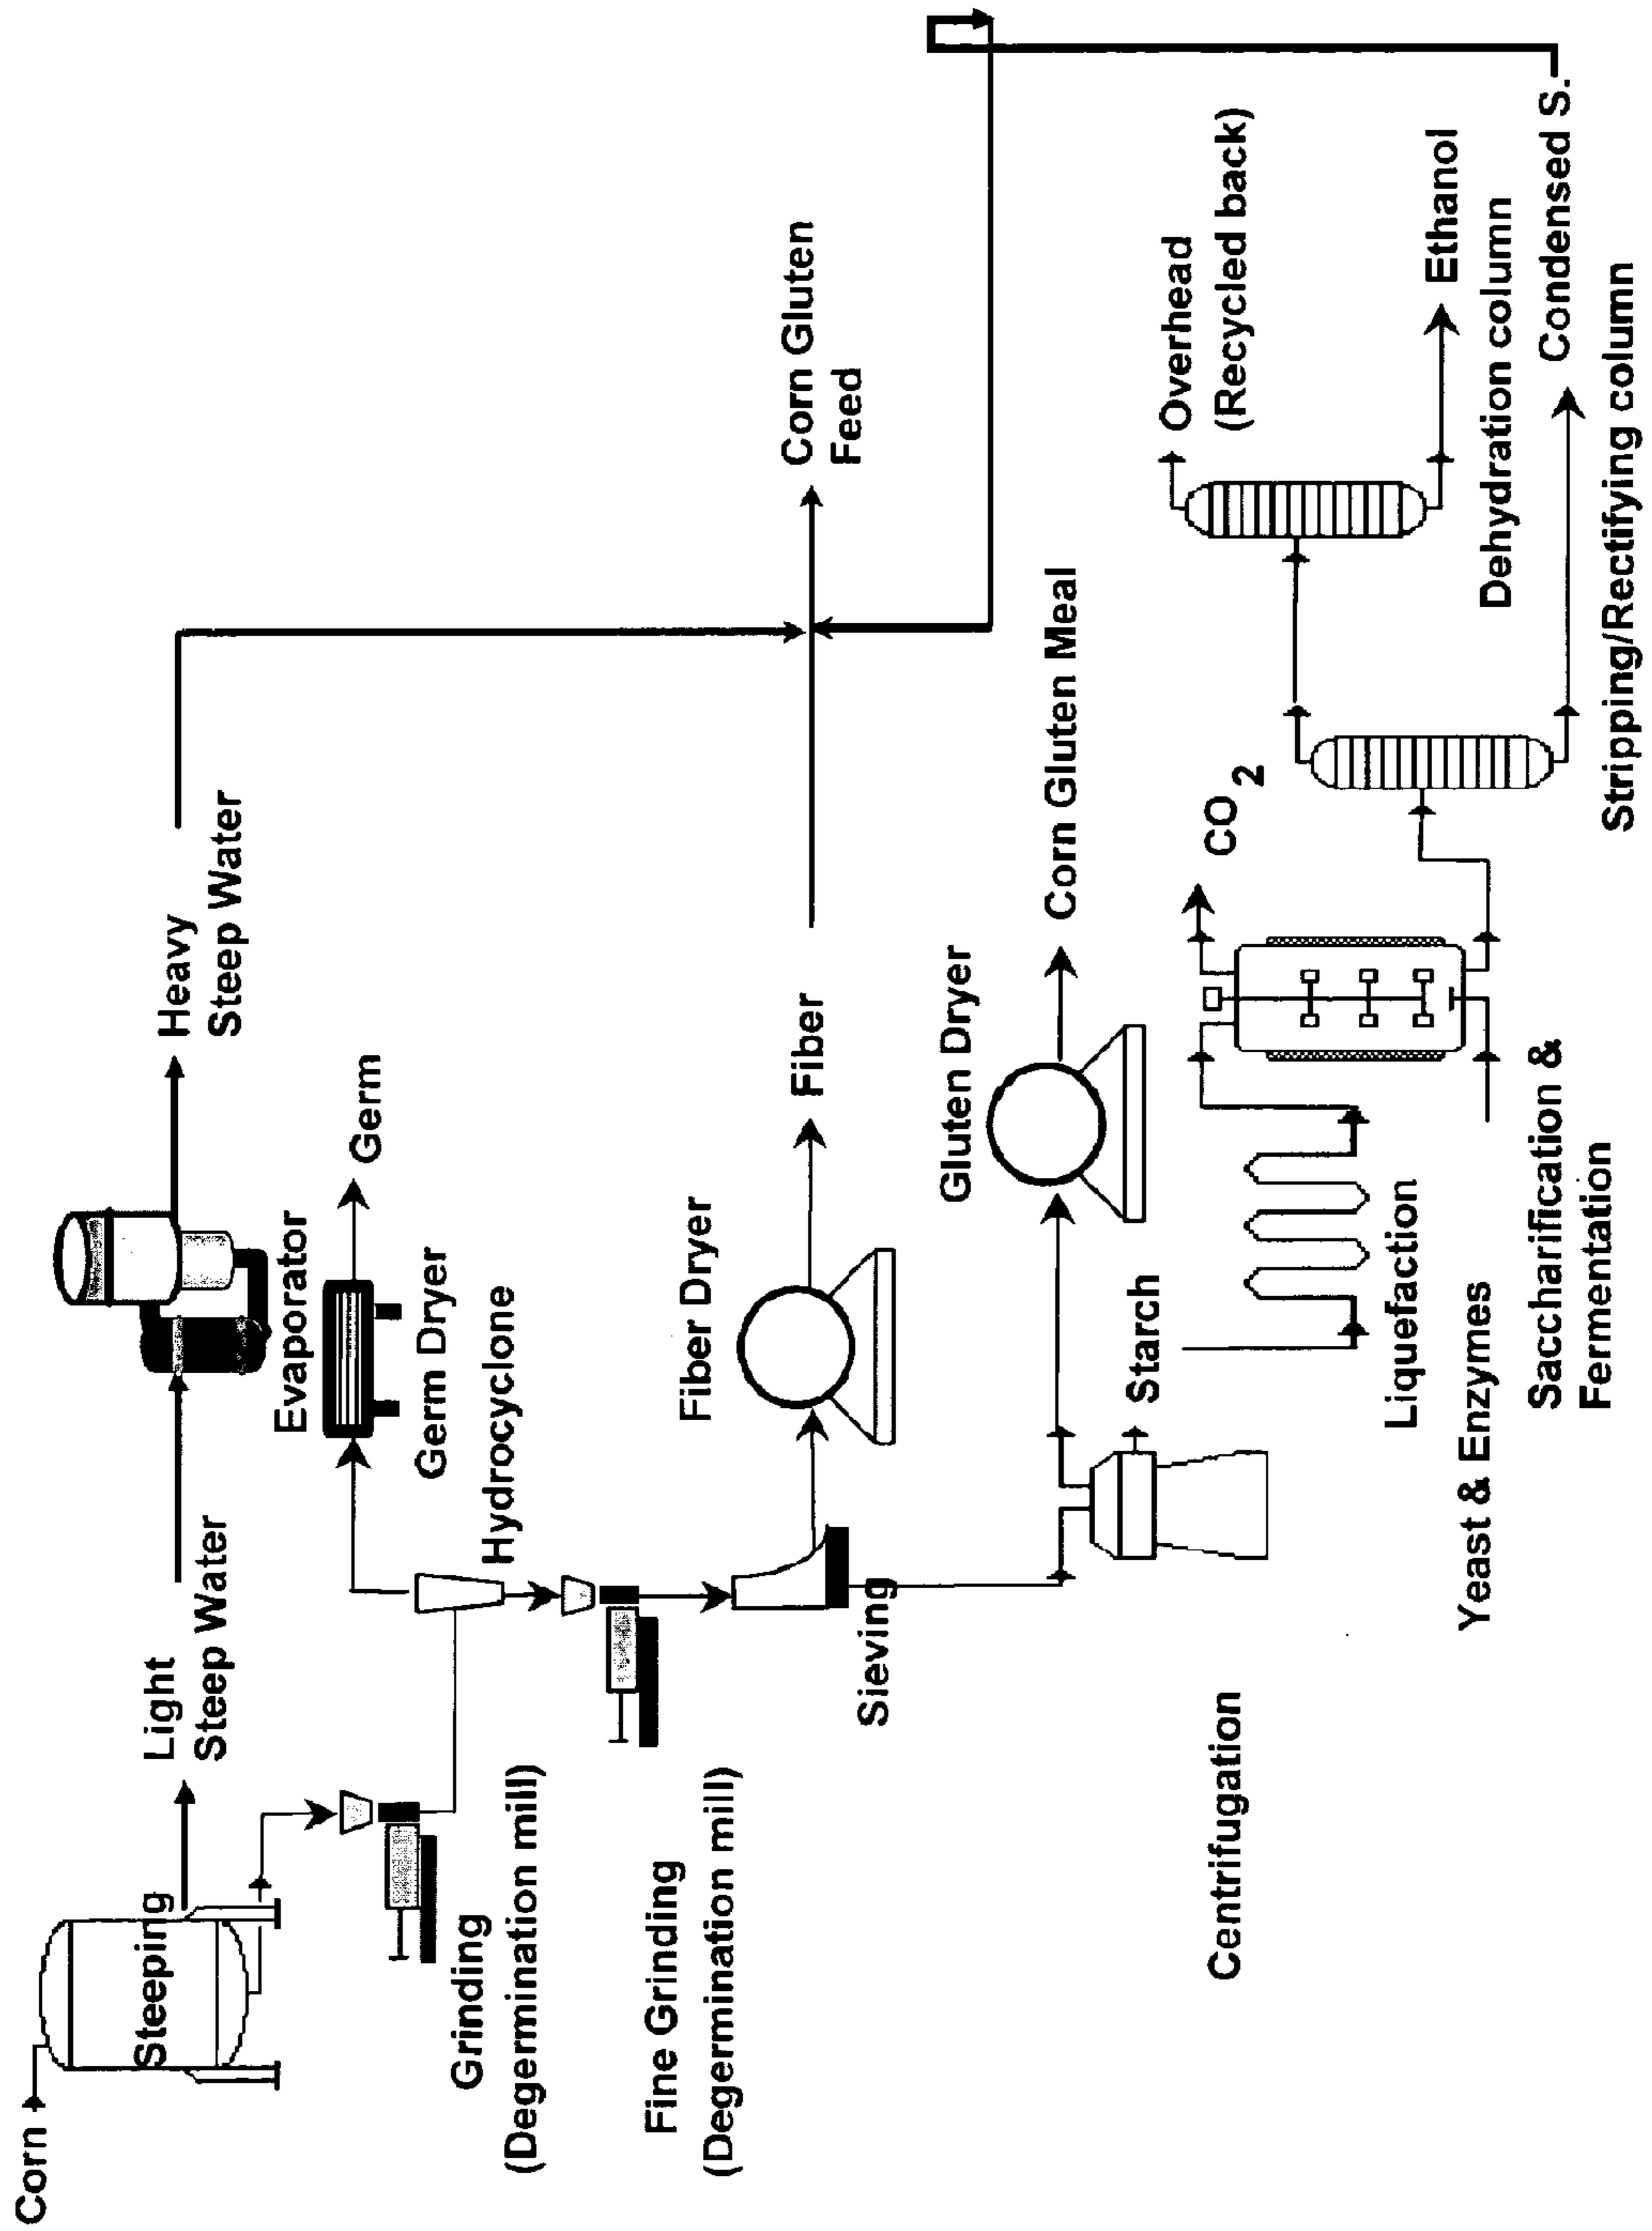 Corn
Steeping
Light
Steep Water
Heavy
Steep Water
Evaporator
Germ
Germ Dryer
Grinding
(Degermination mill)
Hydrocyclone
Fine Grinding
(Degermination mill)
Fiber Dryer
Fiber
Corn Gluten
Feed
Sieving
Gluten Dryer
Corn Gluten Meal
Centrifugation
Starch
CO2
Overhead
(Recycled back)
Liquefaction
Ethanol
Yeast & Enzymes
Dehydration column
Saccharification &
Fermentation
Condensed S.
Stripping/Rectifying column